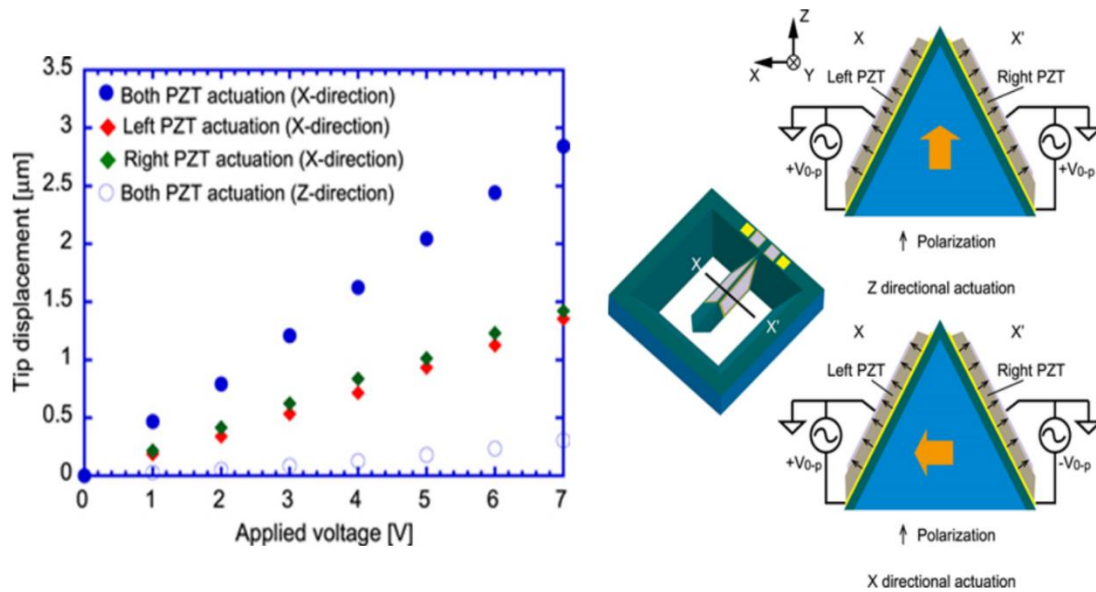 3.5
3
2.5
2
1.5
1
0.5
0
Tip displacement [μm]
Both PZT actuation (X-direction)
Left PZT actuation (X-direction)
Right PZT actuation (X-direction)
Both PZT actuation (Z-direction)
0 1 2 3 4 5 6 7
Applied voltage [V]
X
X'
Z
X
Y
X X'
Left PZT
Right PZT
+V0-p
+V0-p
Polarization
Z directional actuation
X X'
Left PZT
Right PZT
+V0-p
-V0-p
Polarization
X directional actuation